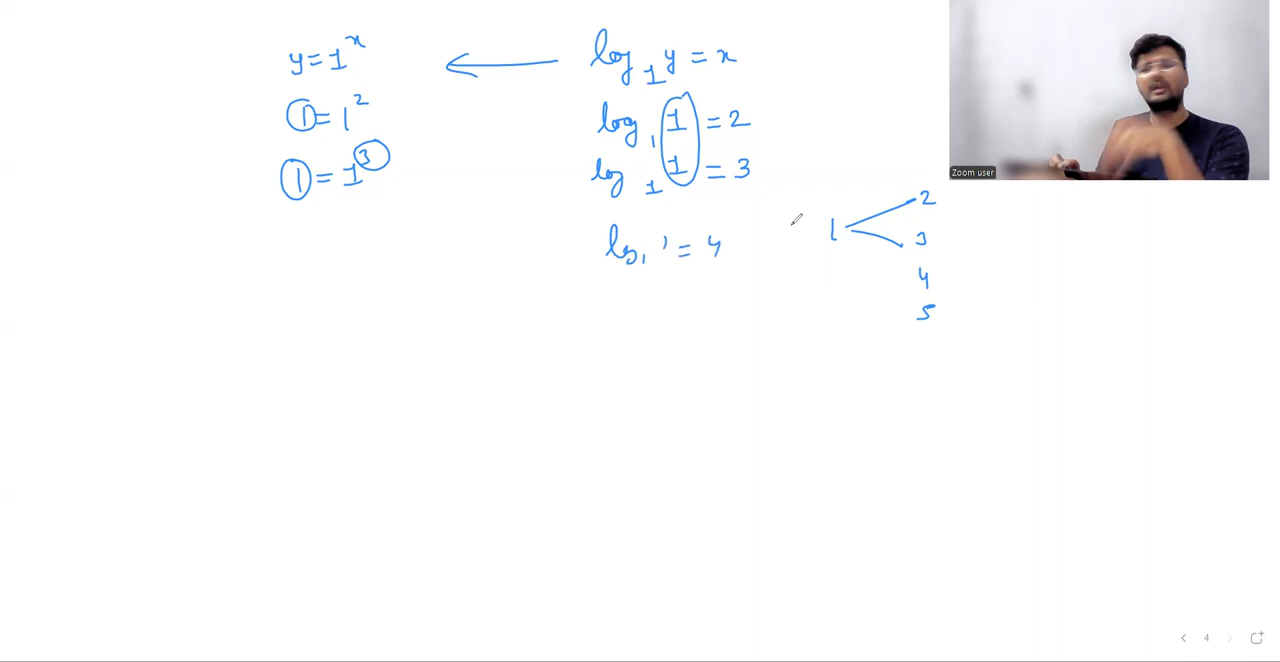 y = 1^x ← log_1 y = x
1 = 1^2 log_1 1 = 2
1 = 1^3 log_1 1 = 3
log_1 1 = 4
1 2
3
4
5
Zoom user
4